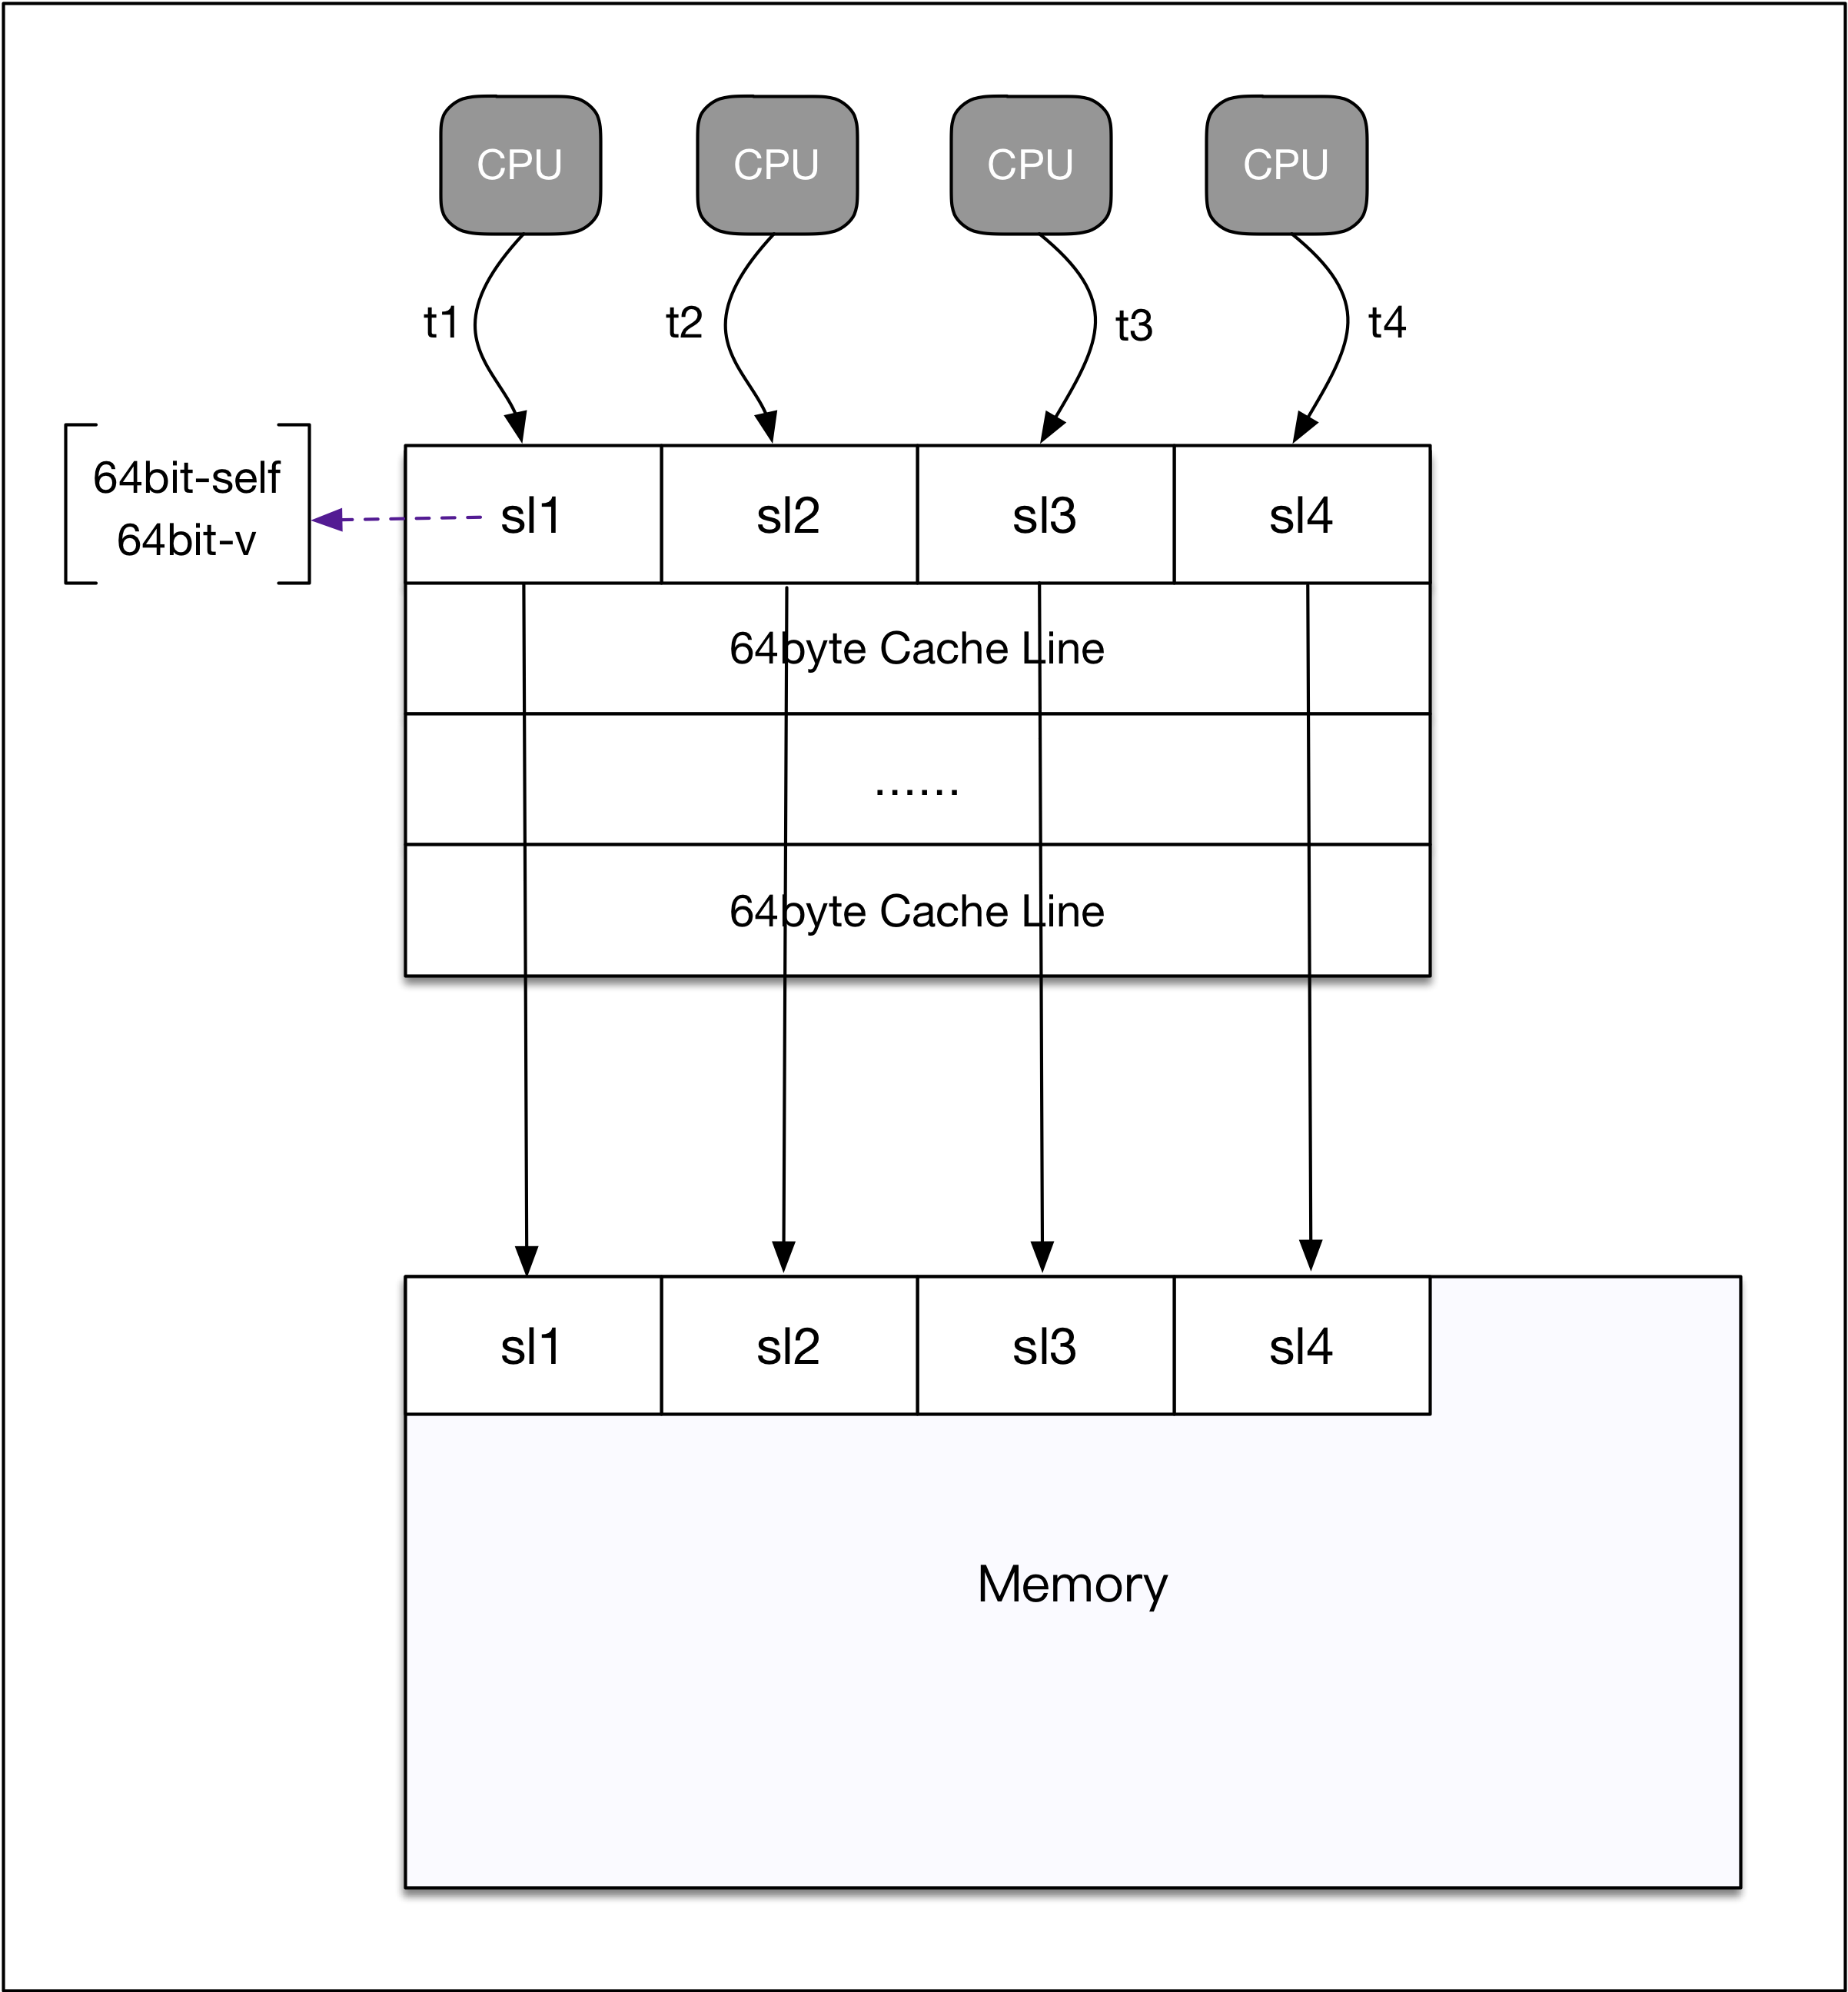 CPU CPU CPU CPU
t1 t2 t3 t4
64bit-self
64bit-v
sl1 sl2 sl3 sl4
64byte Cache Line
......
64byte Cache Line
sl1 sl2 sl3 sl4
Memory